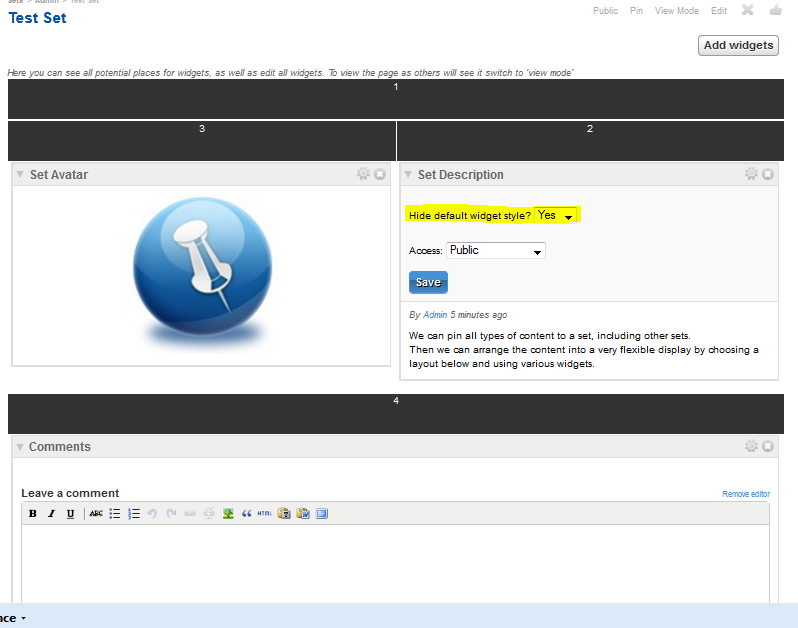 Sets > Admin > Test Set
Test Set
Public Pin View Mode Edit
Add widgets
Here you can see all potential places for widgets, as well as edit all widgets. To view the page as others will see it switch to 'view mode'
1
3
2
Set Avatar
Set Description
Hide default widget style? Yes
Access: Public
Save
By Admin 5 minutes ago
We can pin all types of content to a set, including other sets.
Then we can arrange the content into a very flexible display by choosing a
layout below and using various widgets.
4
Comments
Leave a comment
Remove editor
B I U ABC HTML
nce